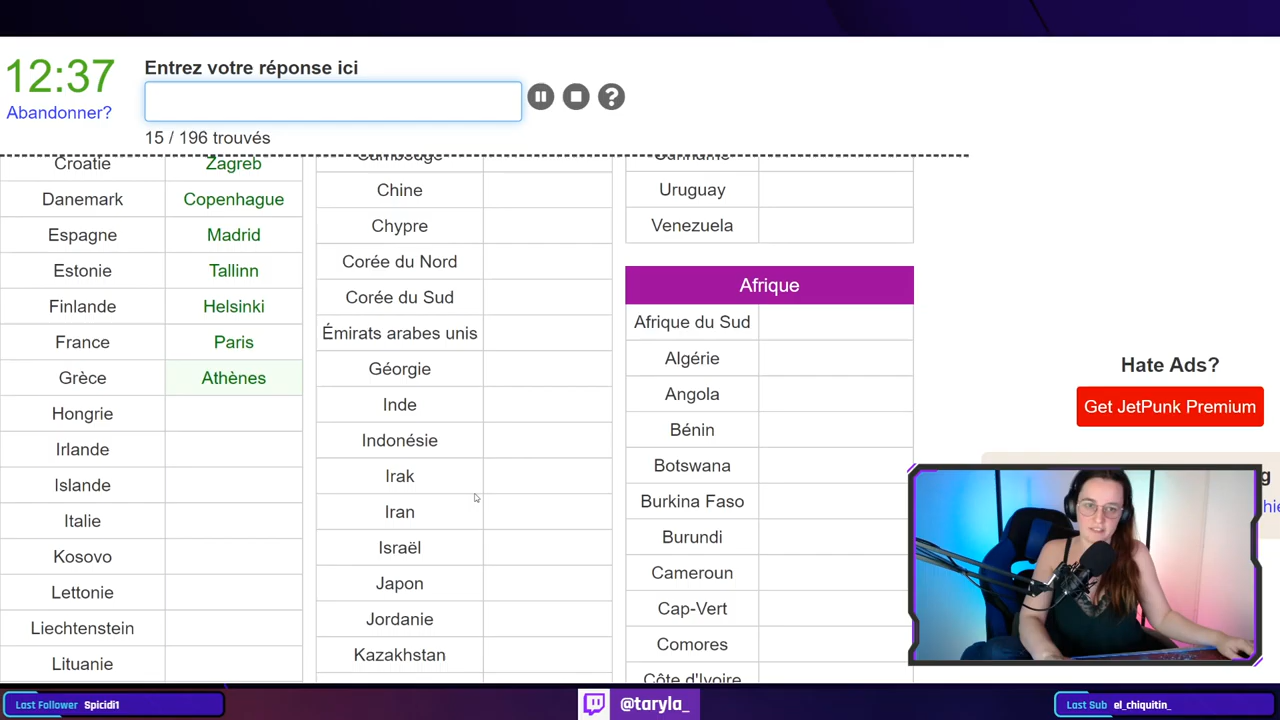 12:37
Abandonner?
Entrez votre réponse ici
15 / 196 trouvés
Croatie Zagreb
Danemark Copenhague
Espagne Madrid
Estonie Tallinn
Finlande Helsinki
France Paris
Grèce Athènes
Hongrie
Irlande
Islande
Italie
Kosovo
Lettonie
Liechtenstein
Lituanie
Cambodge
Chine
Chypre
Corée du Nord
Corée du Sud
Émirats arabes unis
Géorgie
Inde
Indonésie
Irak
Iran
Israël
Japon
Jordanie
Kazakhstan
Suriname
Uruguay
Venezuela
Afrique
Afrique du Sud
Algérie
Angola
Bénin
Botswana
Burkina Faso
Burundi
Cameroun
Cap-Vert
Comores
Côte d'Ivoire
Hate Ads?
Get JetPunk Premium
Last Follower Spicidi1
@taryla_
Last Sub el_chiquitin_